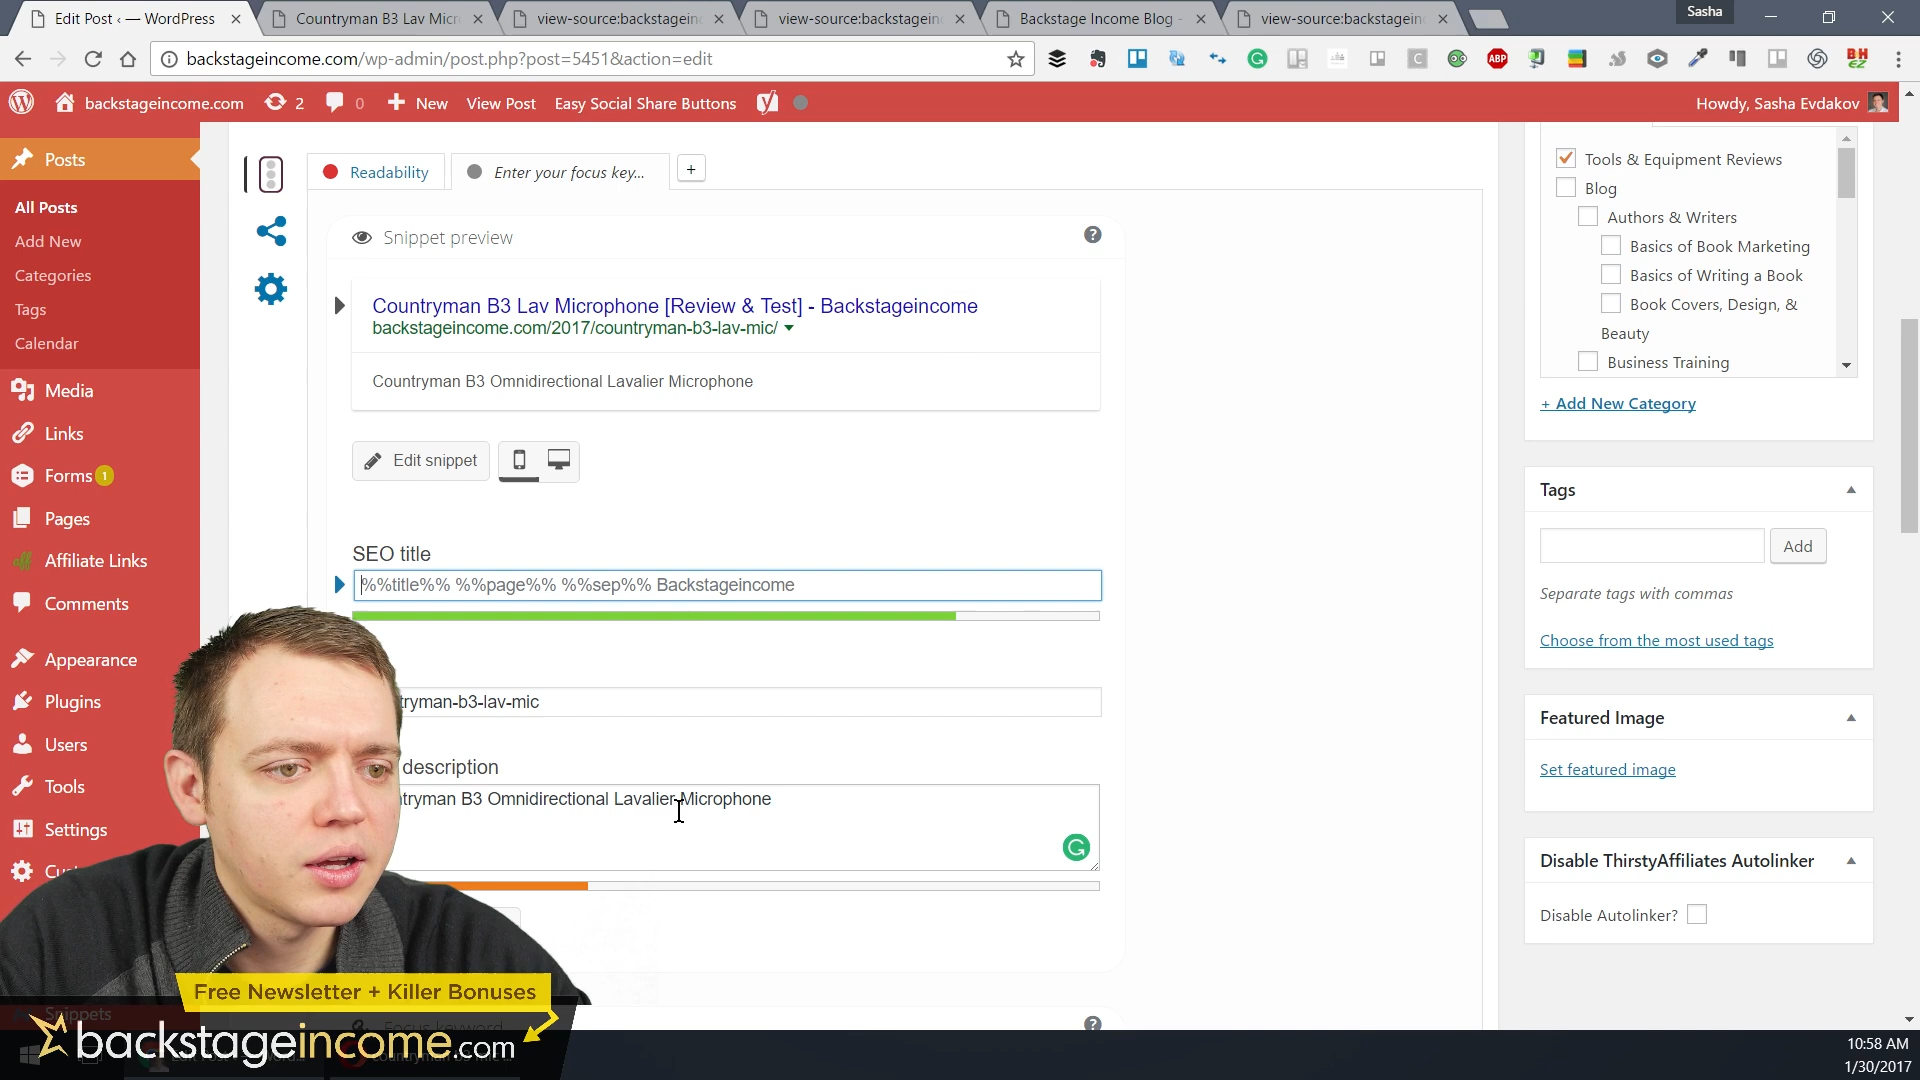 Edit Post ‹ — WordPress
Countryman B3 Lav Micro
view-source:backstagein
view-source:backstagein
Backstage Income Blog -
view-source:backstagein
Sasha
backstageincome.com/wp-admin/post.php?post=5451&action=edit
ABP
backstageincome.com
2
0
New
View Post
Easy Social Share Buttons
Howdy, Sasha Evdakov
Posts
All Posts
Add New
Categories
Tags
Calendar
Media
Links
Forms 1
Pages
Affiliate Links
Comments
Appearance
Plugins
Users
Tools
Settings
Snippets
Readability
Enter your focus key...
+
Snippet preview
?
Countryman B3 Lav Microphone [Review & Test] - Backstageincome
backstageincome.com/2017/countryman-b3-lav-mic/
Countryman B3 Omnidirectional Lavalier Microphone
Edit snippet
SEO title
%%title%% %%page%% %%sep%% Backstageincome
tryman-b3-lav-mic
description
ntryman B3 Omnidirectional Lavalier Microphone
Focus keyword
?
Tools & Equipment Reviews
Blog
Authors & Writers
Basics of Book Marketing
Basics of Writing a Book
Book Covers, Design, &
Beauty
Business Training
+ Add New Category
Tags
Add
Separate tags with commas
Choose from the most used tags
Featured Image
Set featured image
Disable ThirstyAffiliates Autolinker
Disable Autolinker?
Free Newsletter + Killer Bonuses
backstageincome.com
10:58 AM
1/30/2017